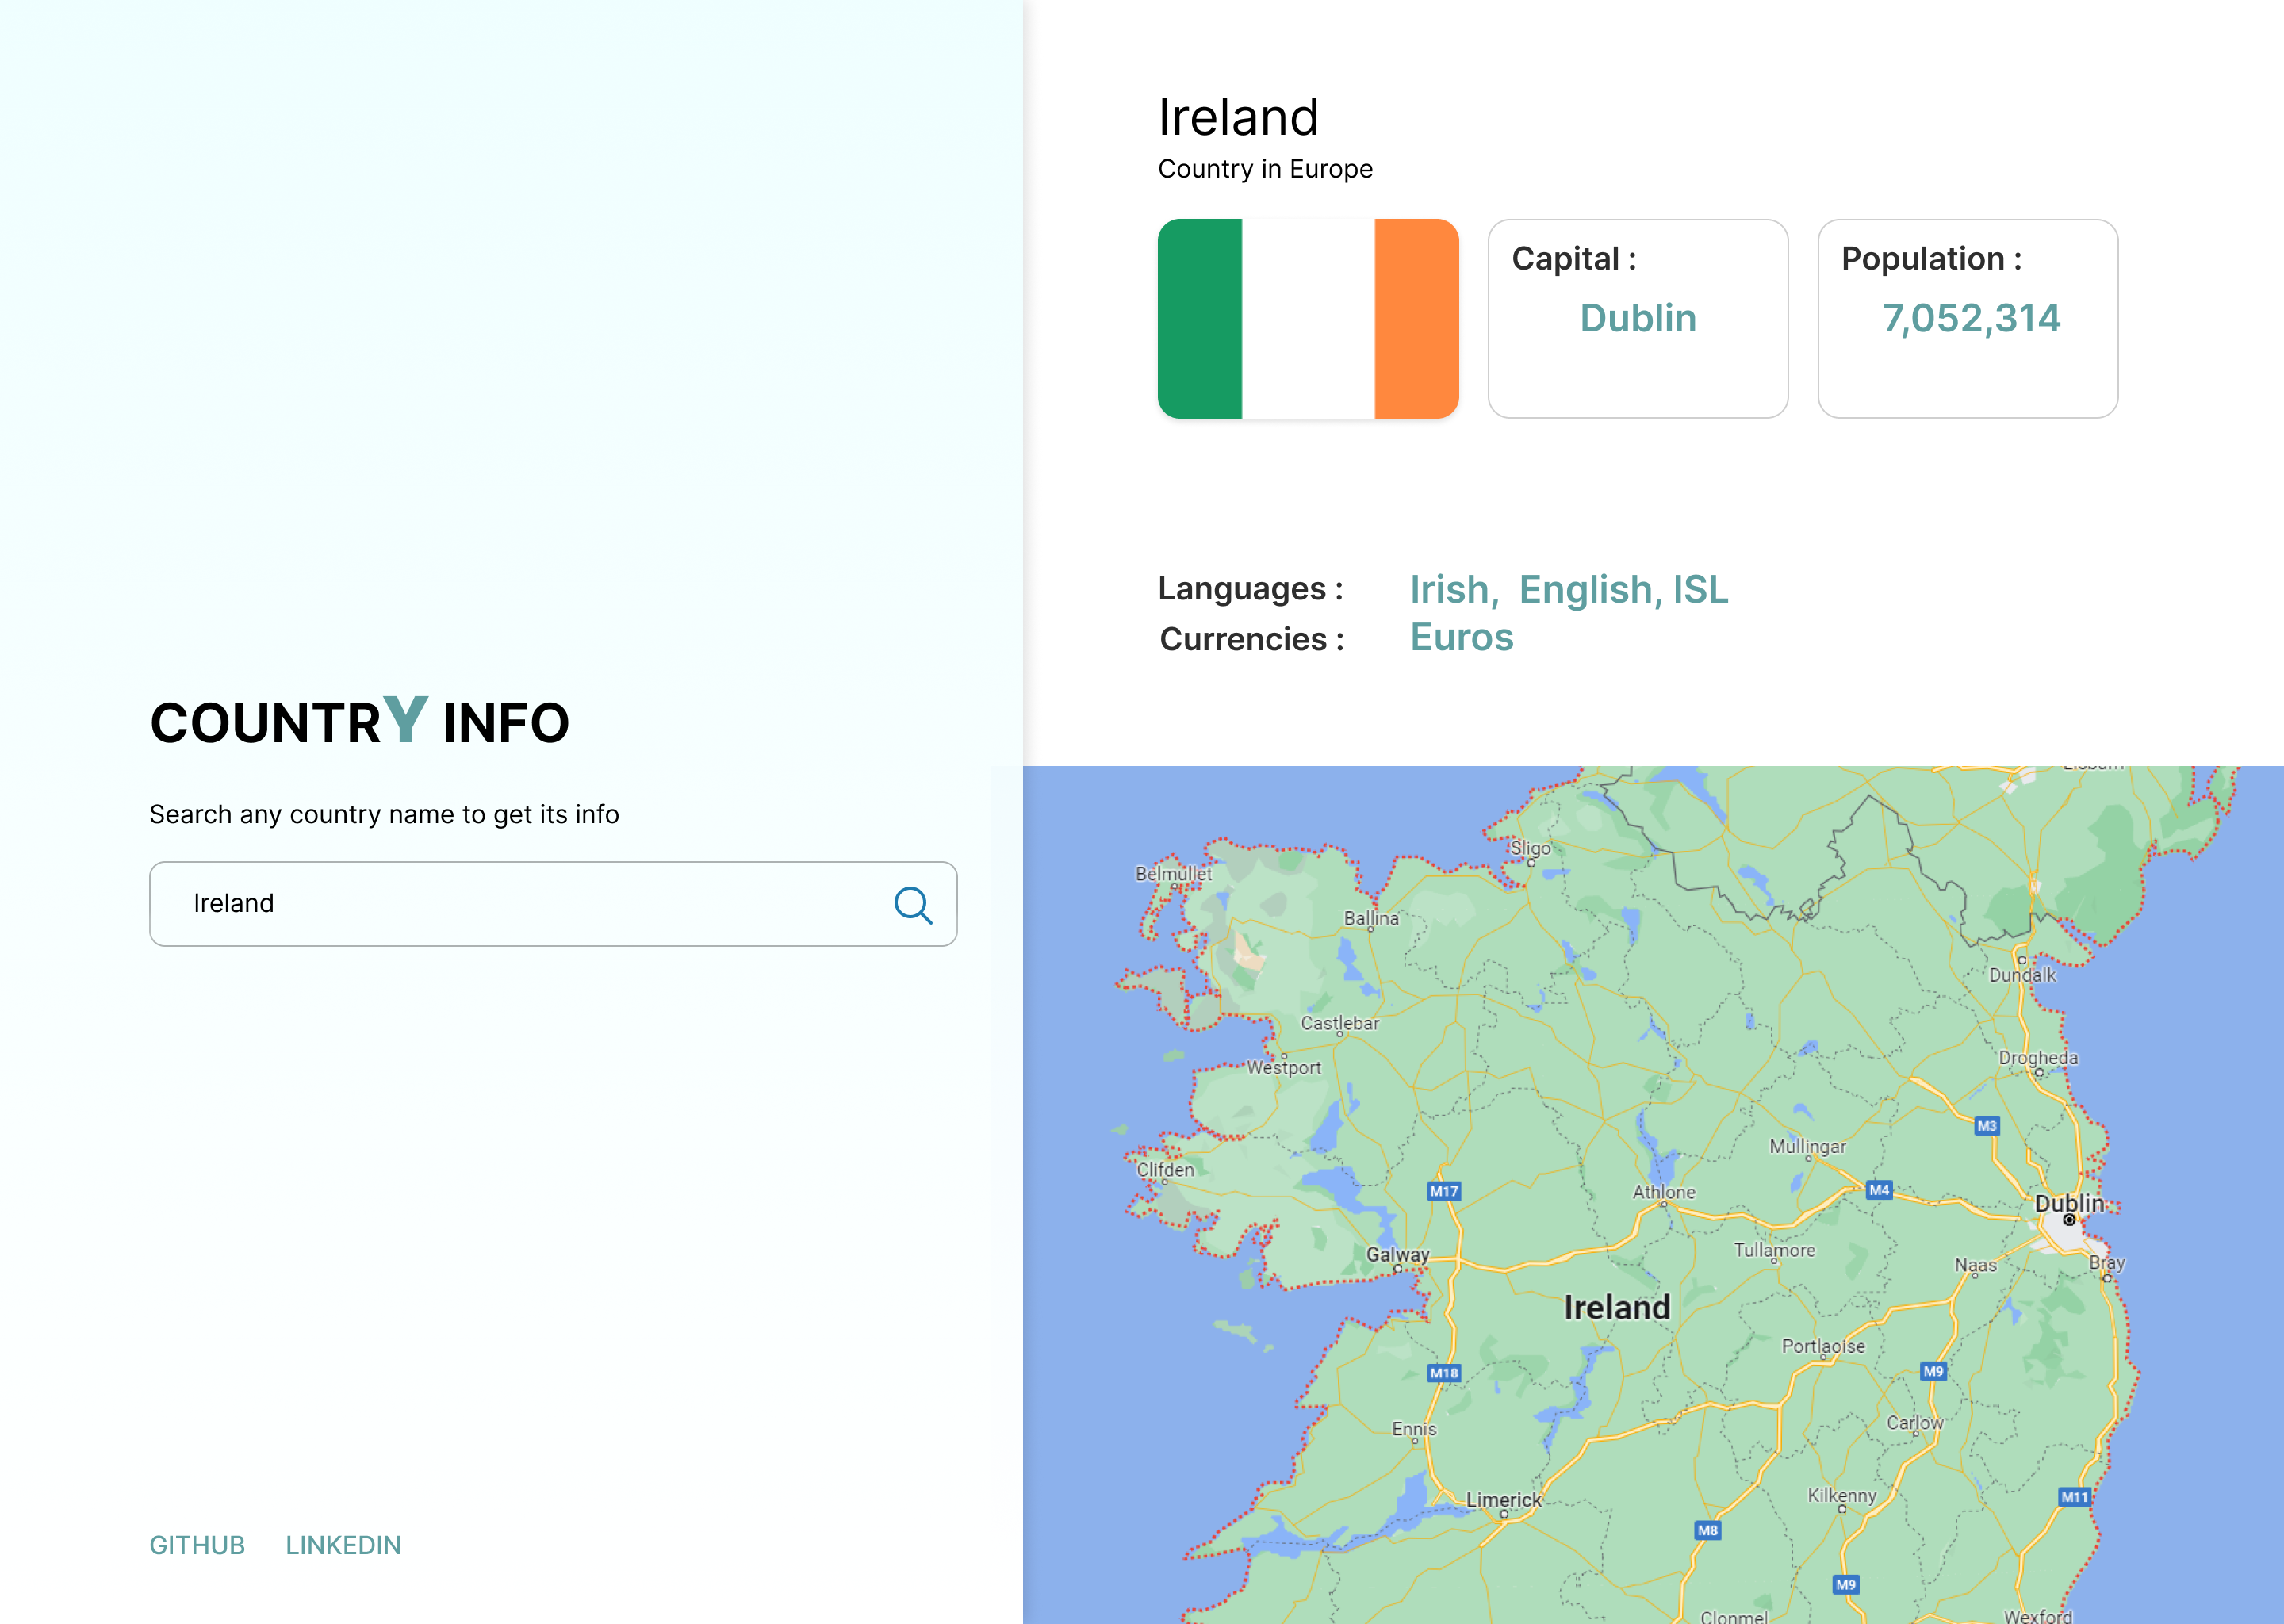 COUNTRY INFO
Search any country name to get its info
Ireland
GITHUB LINKEDIN
Ireland
Country in Europe
Capital :
Dublin
Population :
7,052,314
Languages : Irish, English, ISL
Currencies : Euros
Sligo
Belmullet
Ballina
Dundalk
Castlebar
Westport
Drogheda
M3
Mullingar
Clifden
M17
Athlone
M4
Dublin
Galway
Tullamore
Naas
Bray
Ireland
Portlaoise
M18
M9
Ennis
Carlow
Limerick
Kilkenny
M11
M8
M9
Clonmel
Wexford